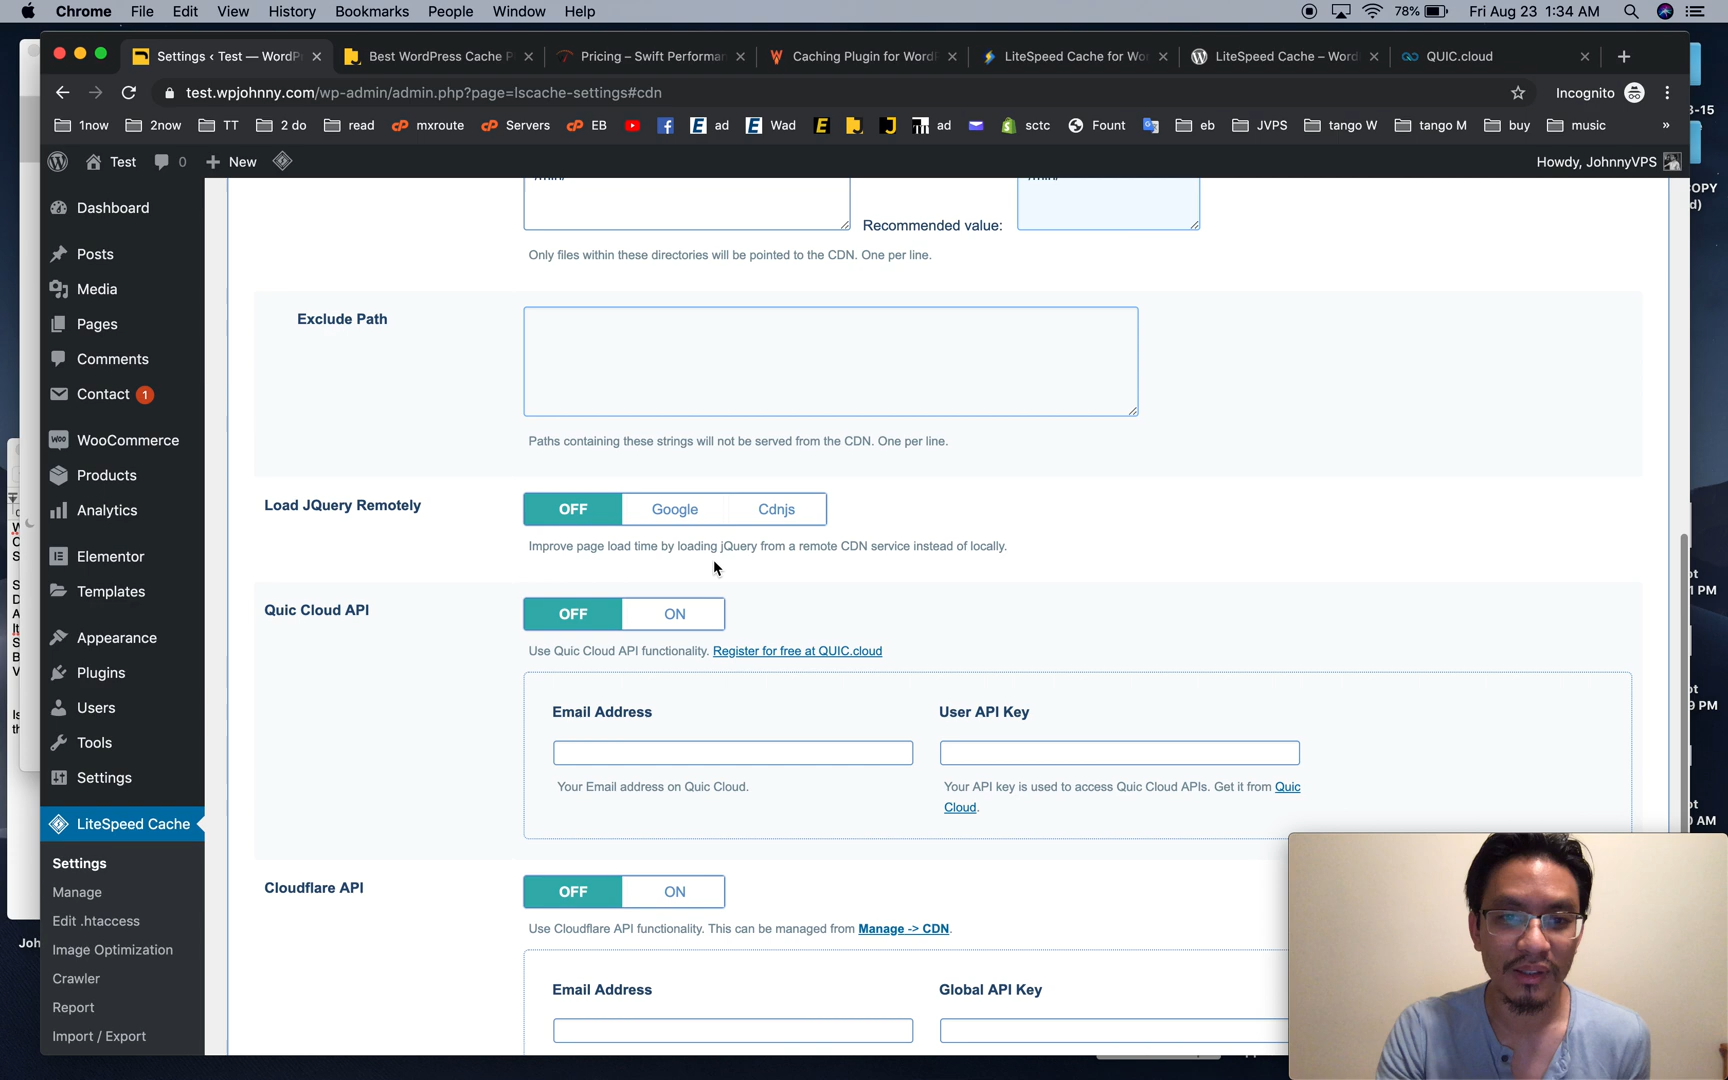 Chrome File Edit View History Bookmarks People Window Help
78% Fri Aug 23 1:34 AM
Settings ‹ Test — WordPr
Best WordPress Cache P
Pricing – Swift Performan
Caching Plugin for WordP
LiteSpeed Cache for Wo
LiteSpeed Cache – Word
QUIC.cloud
test.wpjohnny.com/wp-admin/admin.php?page=lscache-settings#cdn
Incognito
1now 2now TT 2 do read mxroute Servers EB ad Wad ad sctc Fount eb JVPS tango W tango M buy music »
Test 0 New
Howdy, JohnnyVPS
Dashboard
Posts
Media
Pages
Comments
Contact 1
WooCommerce
Products
Analytics
Elementor
Templates
Appearance
Plugins
Users
Tools
Settings
LiteSpeed Cache
Settings
Manage
Edit .htaccess
Image Optimization
Crawler
Report
Import / Export
Recommended value:
Only files within these directories will be pointed to the CDN. One per line.
Exclude Path
Paths containing these strings will not be served from the CDN. One per line.
Load JQuery Remotely
OFF Google Cdnjs
Improve page load time by loading jQuery from a remote CDN service instead of locally.
Quic Cloud API
OFF ON
Use Quic Cloud API functionality. Register for free at QUIC.cloud
Email Address
User API Key
Your Email address on Quic Cloud.
Your API key is used to access Quic Cloud APIs. Get it from Quic
Cloud.
Cloudflare API
OFF ON
Use Cloudflare API functionality. This can be managed from Manage -> CDN.
Email Address
Global API Key